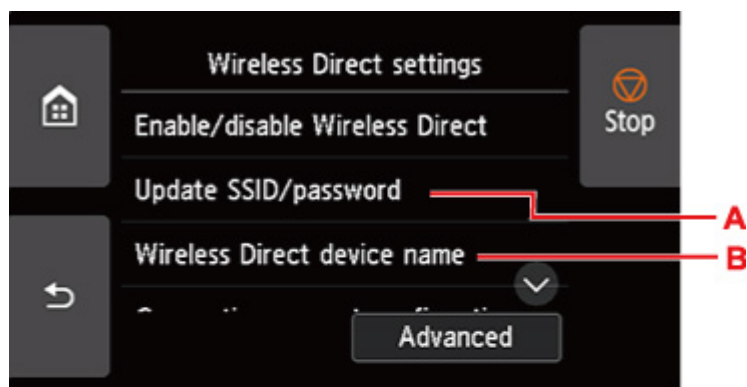 Wireless Direct settings
Stop
Enable/disable Wireless Direct
Update SSID/password
A
Wireless Direct device name
B
Advanced